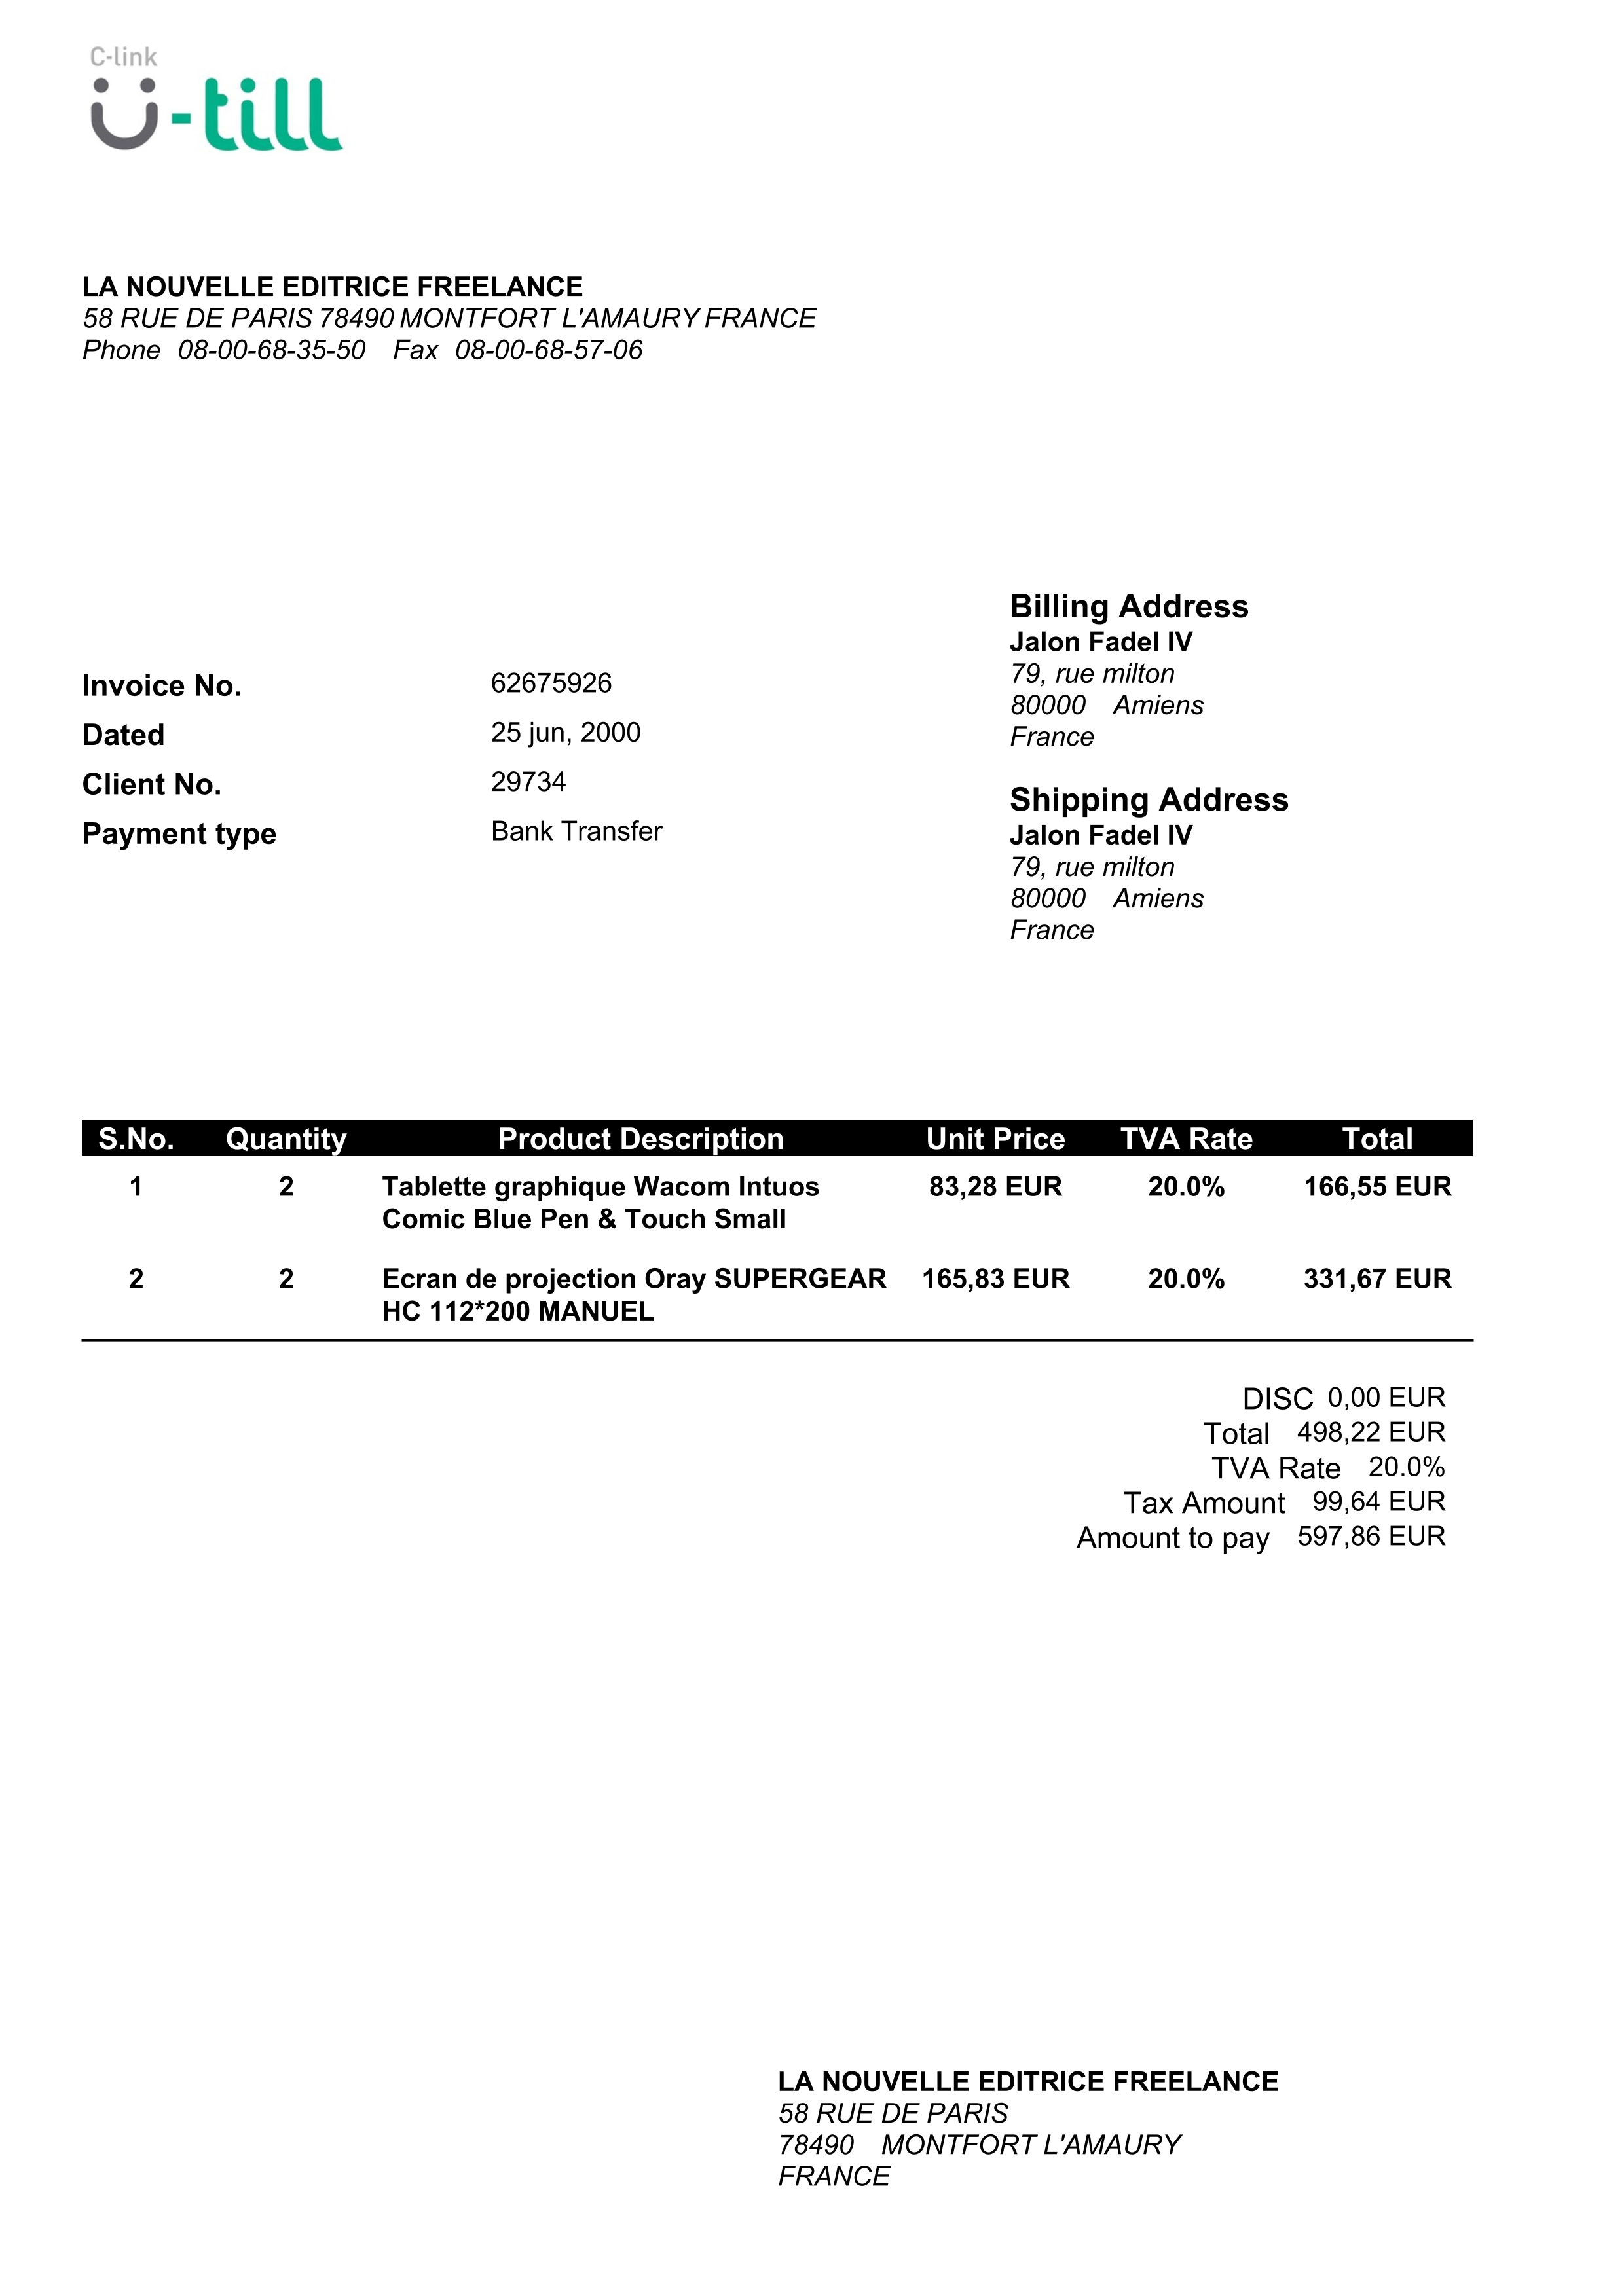 C-link
ü-till
LA NOUVELLE EDITRICE FREELANCE
58 RUE DE PARIS 78490 MONTFORT L'AMAURY FRANCE
Phone 08-00-68-35-50 Fax 08-00-68-57-06
Invoice No. 62675926
Dated 25 jun, 2000
Client No. 29734
Payment type Bank Transfer
Billing Address
Jalon Fadel IV
79, rue milton
80000 Amiens
France
Shipping Address
Jalon Fadel IV
79, rue milton
80000 Amiens
France
S.No. Quantity Product Description Unit Price TVA Rate Total
1 2 Tablette graphique Wacom Intuos 83,28 EUR 20.0% 166,55 EUR
Comic Blue Pen & Touch Small
2 2 Ecran de projection Oray SUPERGEAR 165,83 EUR 20.0% 331,67 EUR
HC 112*200 MANUEL
DISC 0,00 EUR
Total 498,22 EUR
TVA Rate 20.0%
Tax Amount 99,64 EUR
Amount to pay 597,86 EUR
LA NOUVELLE EDITRICE FREELANCE
58 RUE DE PARIS
78490 MONTFORT L'AMAURY
FRANCE